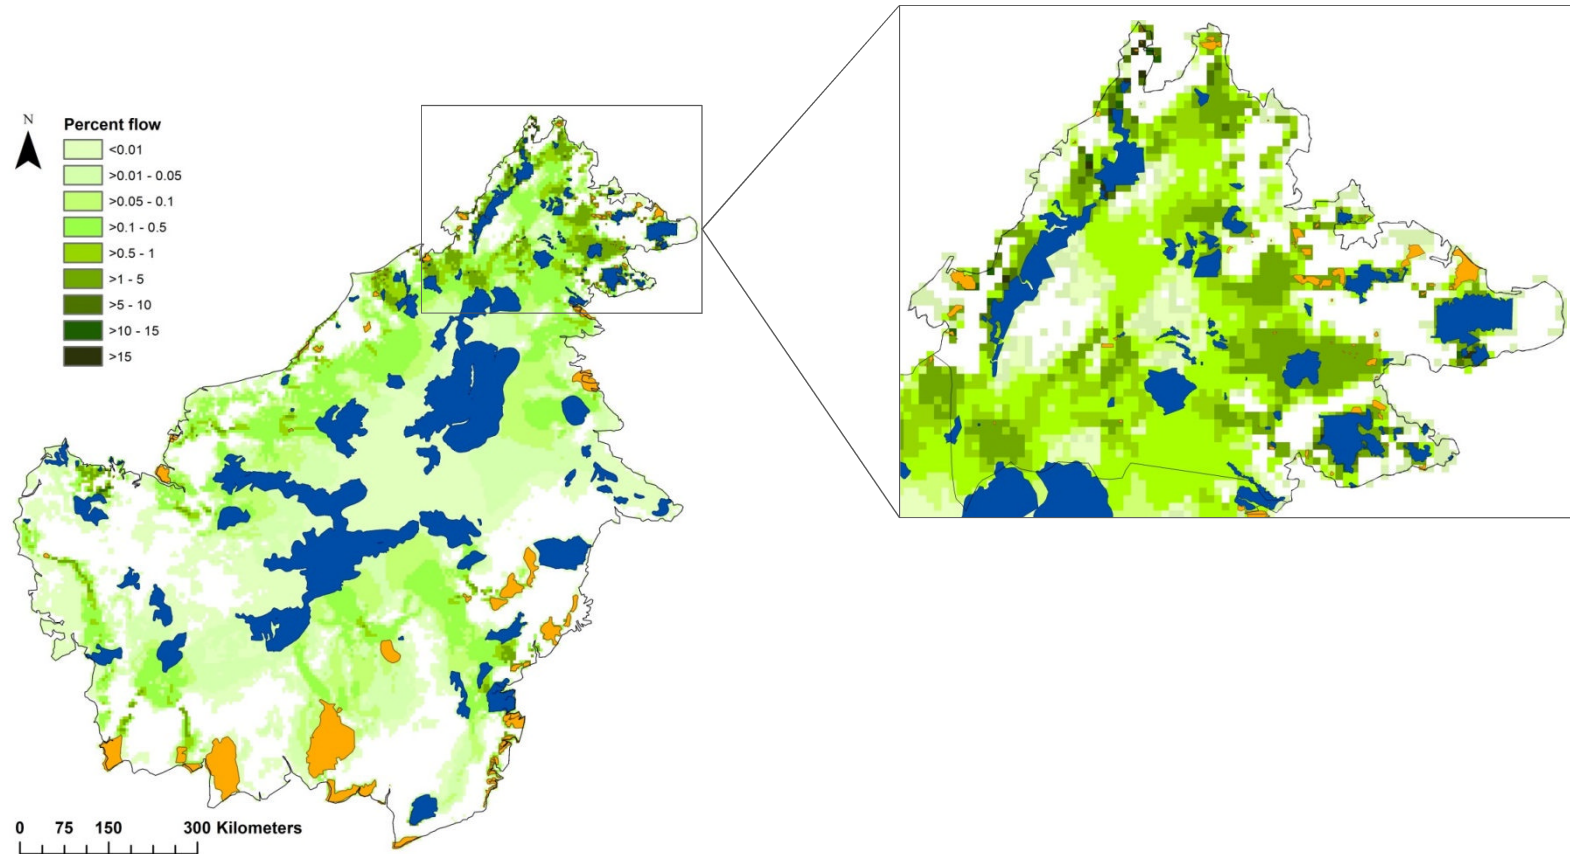 N
Percent flow
<0.01
>0.01 - 0.05
>0.05 - 0.1
>0.1 - 0.5
>0.5 - 1
>1 - 5
>5 - 10
>10 - 15
>15
0 75 150 300 Kilometers